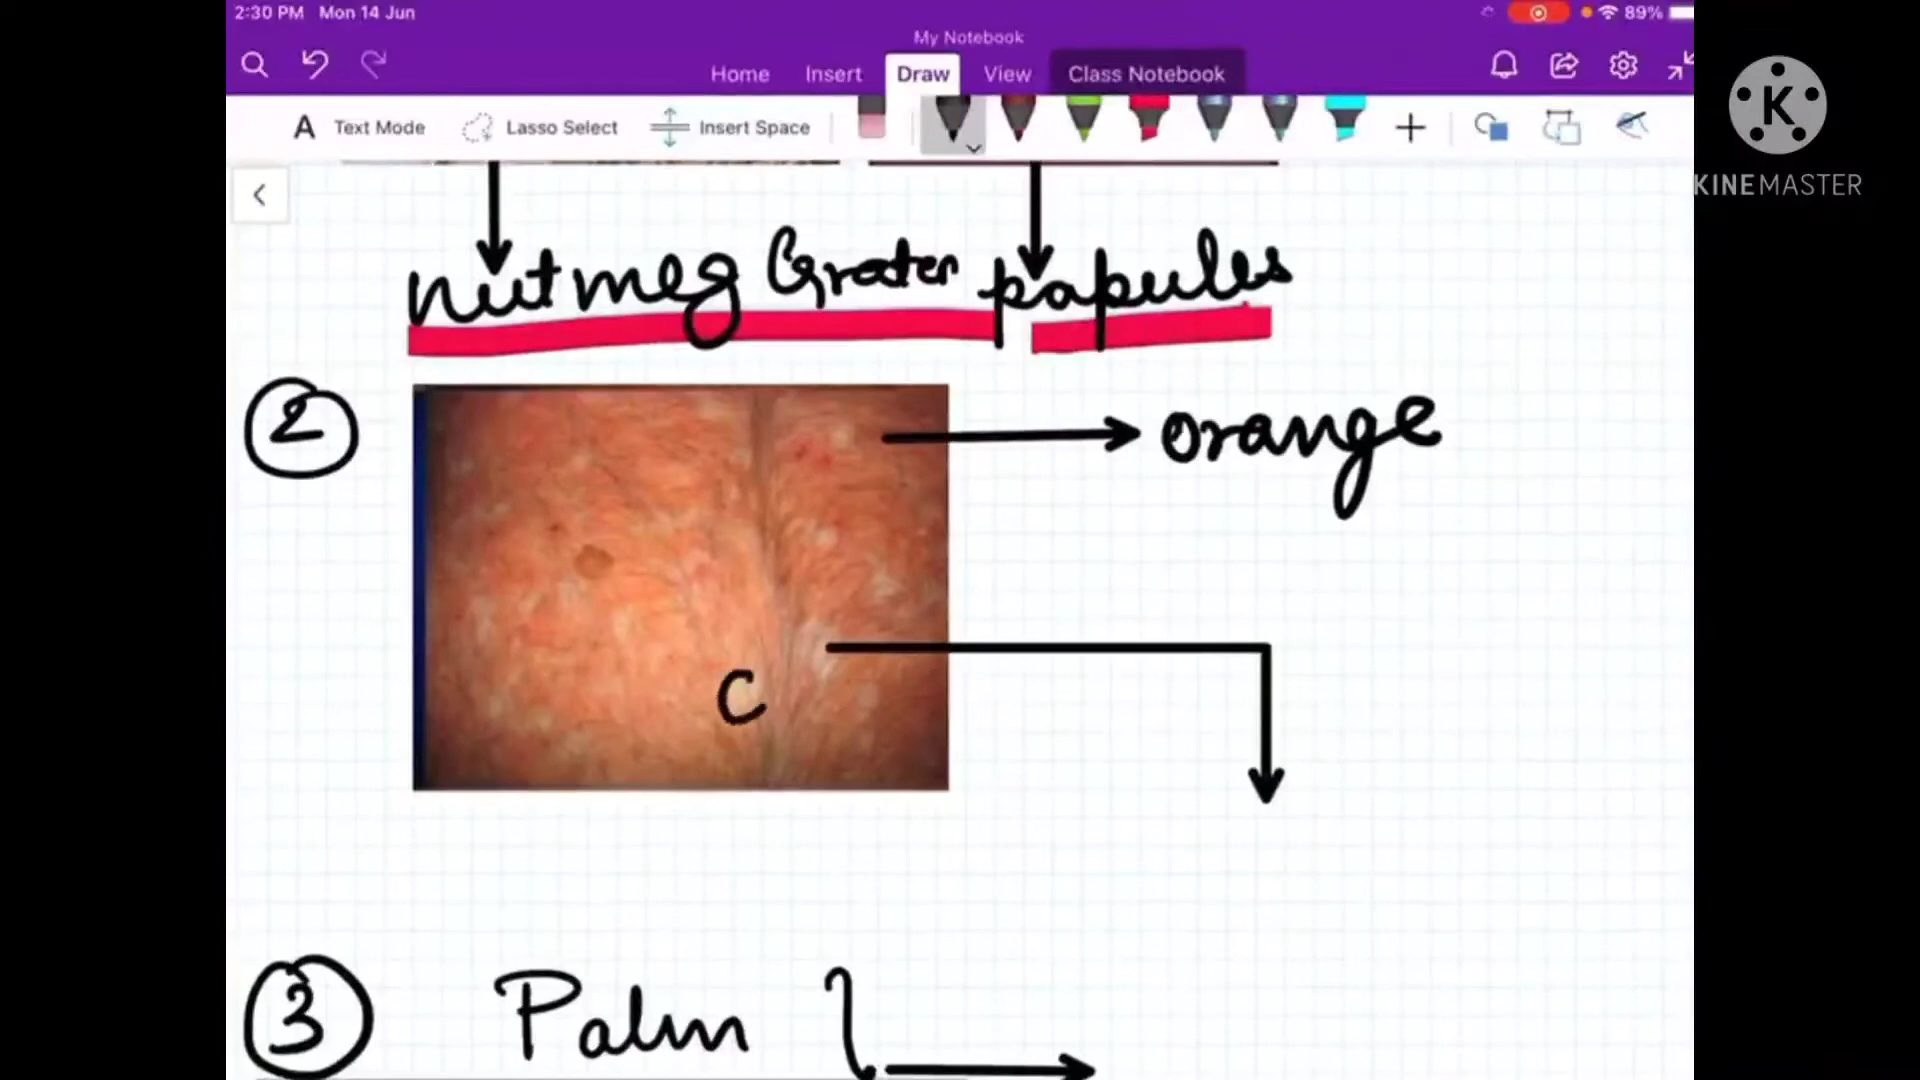 2:30 PM Mon 14 Jun
89%
My Notebook
Home Insert Draw View Class Notebook
A Text Mode Lasso Select Insert Space
K
KINEMASTER
nutmeg Grater papules
2
orange
C
3 Palm